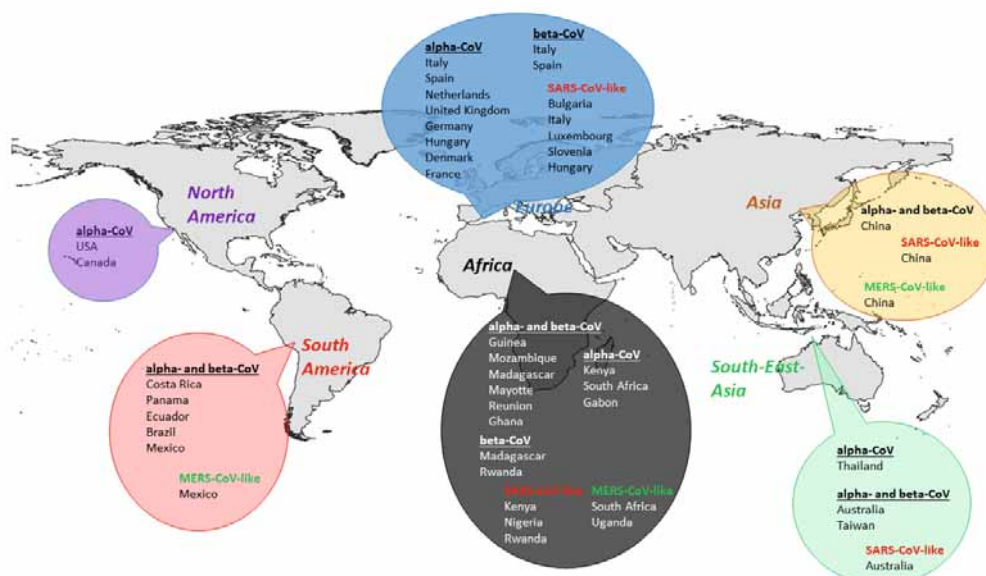 alpha-CoV
Italy
Spain
Netherlands
United Kingdom
Germany
Hungary
Denmark
France
beta-CoV
Italy
Spain
SARS-CoV-like
Bulgaria
Italy
Luxembourg
Slovenia
Hungary
Europe
North
America
alpha-CoV
USA
Canada
Asia
alpha- and beta-CoV
China
SARS-CoV-like
China
MERS-CoV-like
China
Africa
alpha- and beta-CoV
Guinea
Mozambique
Madagascar
Mayotte
Reunion
Ghana
alpha-CoV
Kenya
South Africa
Gabon
beta-CoV
Madagascar
Rwanda
SARS-CoV-like
Kenya
Nigeria
Rwanda
MERS-CoV-like
South Africa
Uganda
South
America
alpha- and beta-CoV
Costa Rica
Panama
Ecuador
Brazil
Mexico
MERS-CoV-like
Mexico
South-East-
Asia
alpha-CoV
Thailand
alpha- and beta-CoV
Australia
Taiwan
SARS-CoV-like
Australia